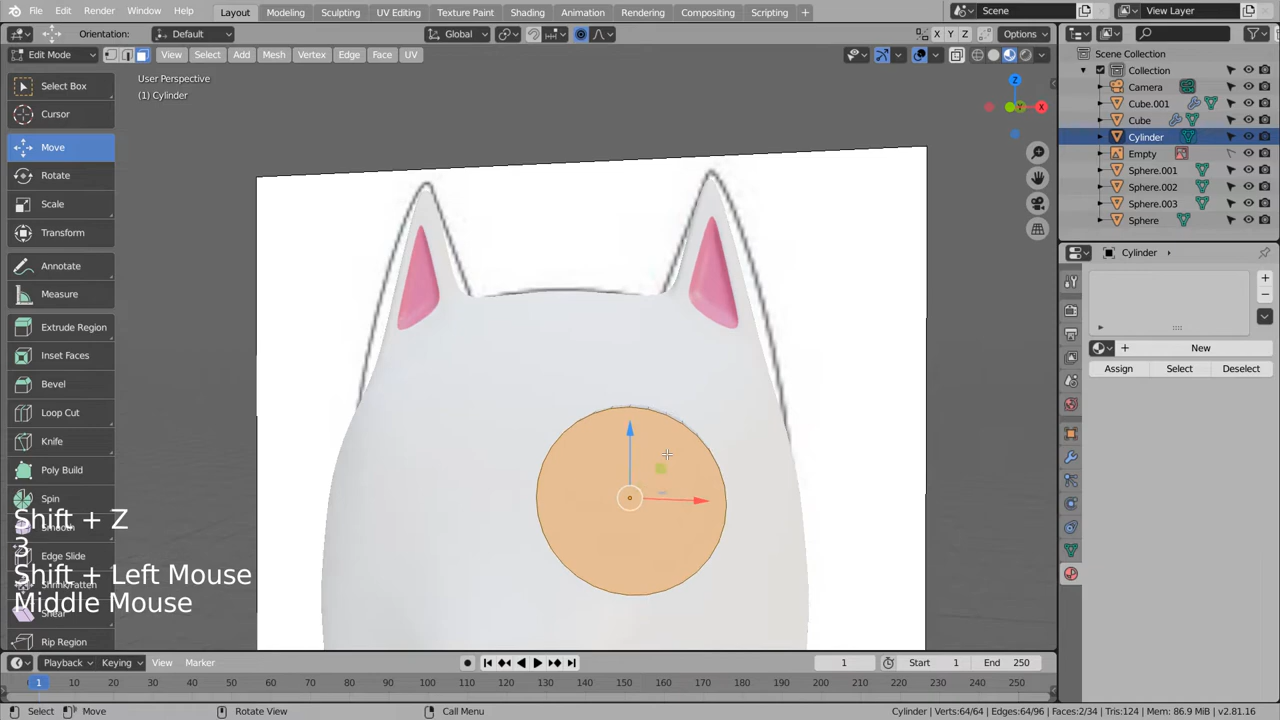 File Edit Render Window Help Layout Modeling Sculpting UV Editing Texture Paint Shading Animation Rendering Compositing Scripting + Scene View Layer
Orientation: Default Global X Y Z Options
Edit Mode View Select Add Mesh Vertex Edge Face UV
User Perspective
(1) Cylinder
Select Box
Cursor
Move
Rotate
Scale
Transform
Annotate
Measure
Extrude Region
Inset Faces
Bevel
Loop Cut
Knife
Poly Build
Spin
Smooth
Edge Slide
Shrink/Fatten
Shear
Rip Region
Shift + Z
3
Shift + Left Mouse
Middle Mouse
Z
X
Y
Scene Collection
Collection
Camera
Cube.001
Cube
Cylinder
Empty
Sphere.001
Sphere.002
Sphere.003
Sphere
Cylinder
New
Assign Select Deselect
Playback Keying View Marker 1 Start 1 End 250
1 10 20 30 40 50 60 70 80 90 100 110 120 130 140 150 160 170 180 190 200 210 220 230 240 250
Select Move Rotate View Call Menu Cylinder | Verts:64/64 | Edges:64/96 | Faces:2/34 | Tris:124 | Mem: 86.9 MiB | v2.81.16